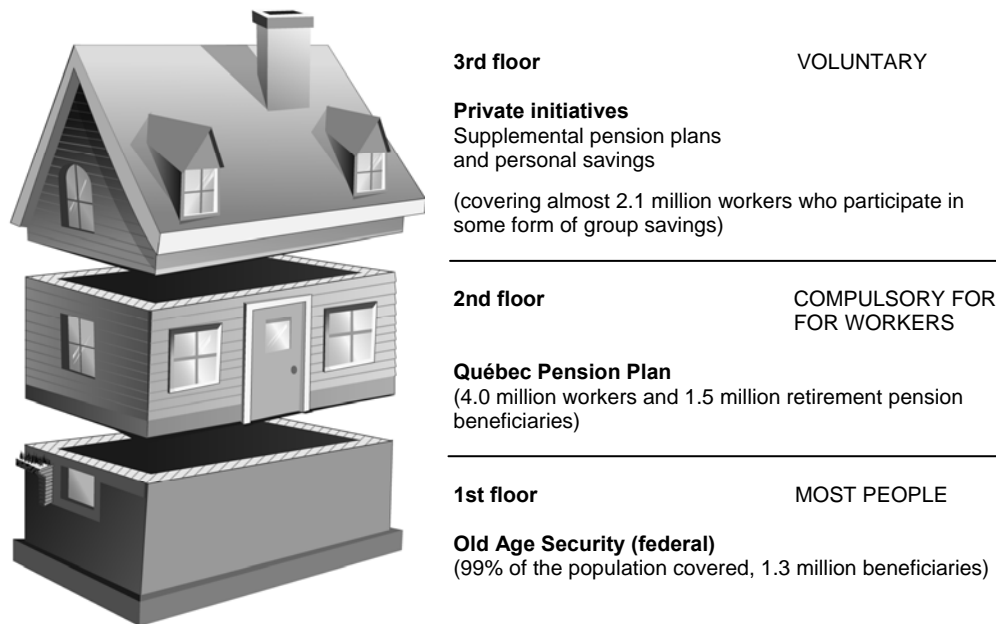 3rd floor VOLUNTARY
Private initiatives
Supplemental pension plans
and personal savings
(covering almost 2.1 million workers who participate in
some form of group savings)
2nd floor COMPULSORY FOR
FOR WORKERS
Québec Pension Plan
(4.0 million workers and 1.5 million retirement pension
beneficiaries)
1st floor MOST PEOPLE
Old Age Security (federal)
(99% of the population covered, 1.3 million beneficiaries)